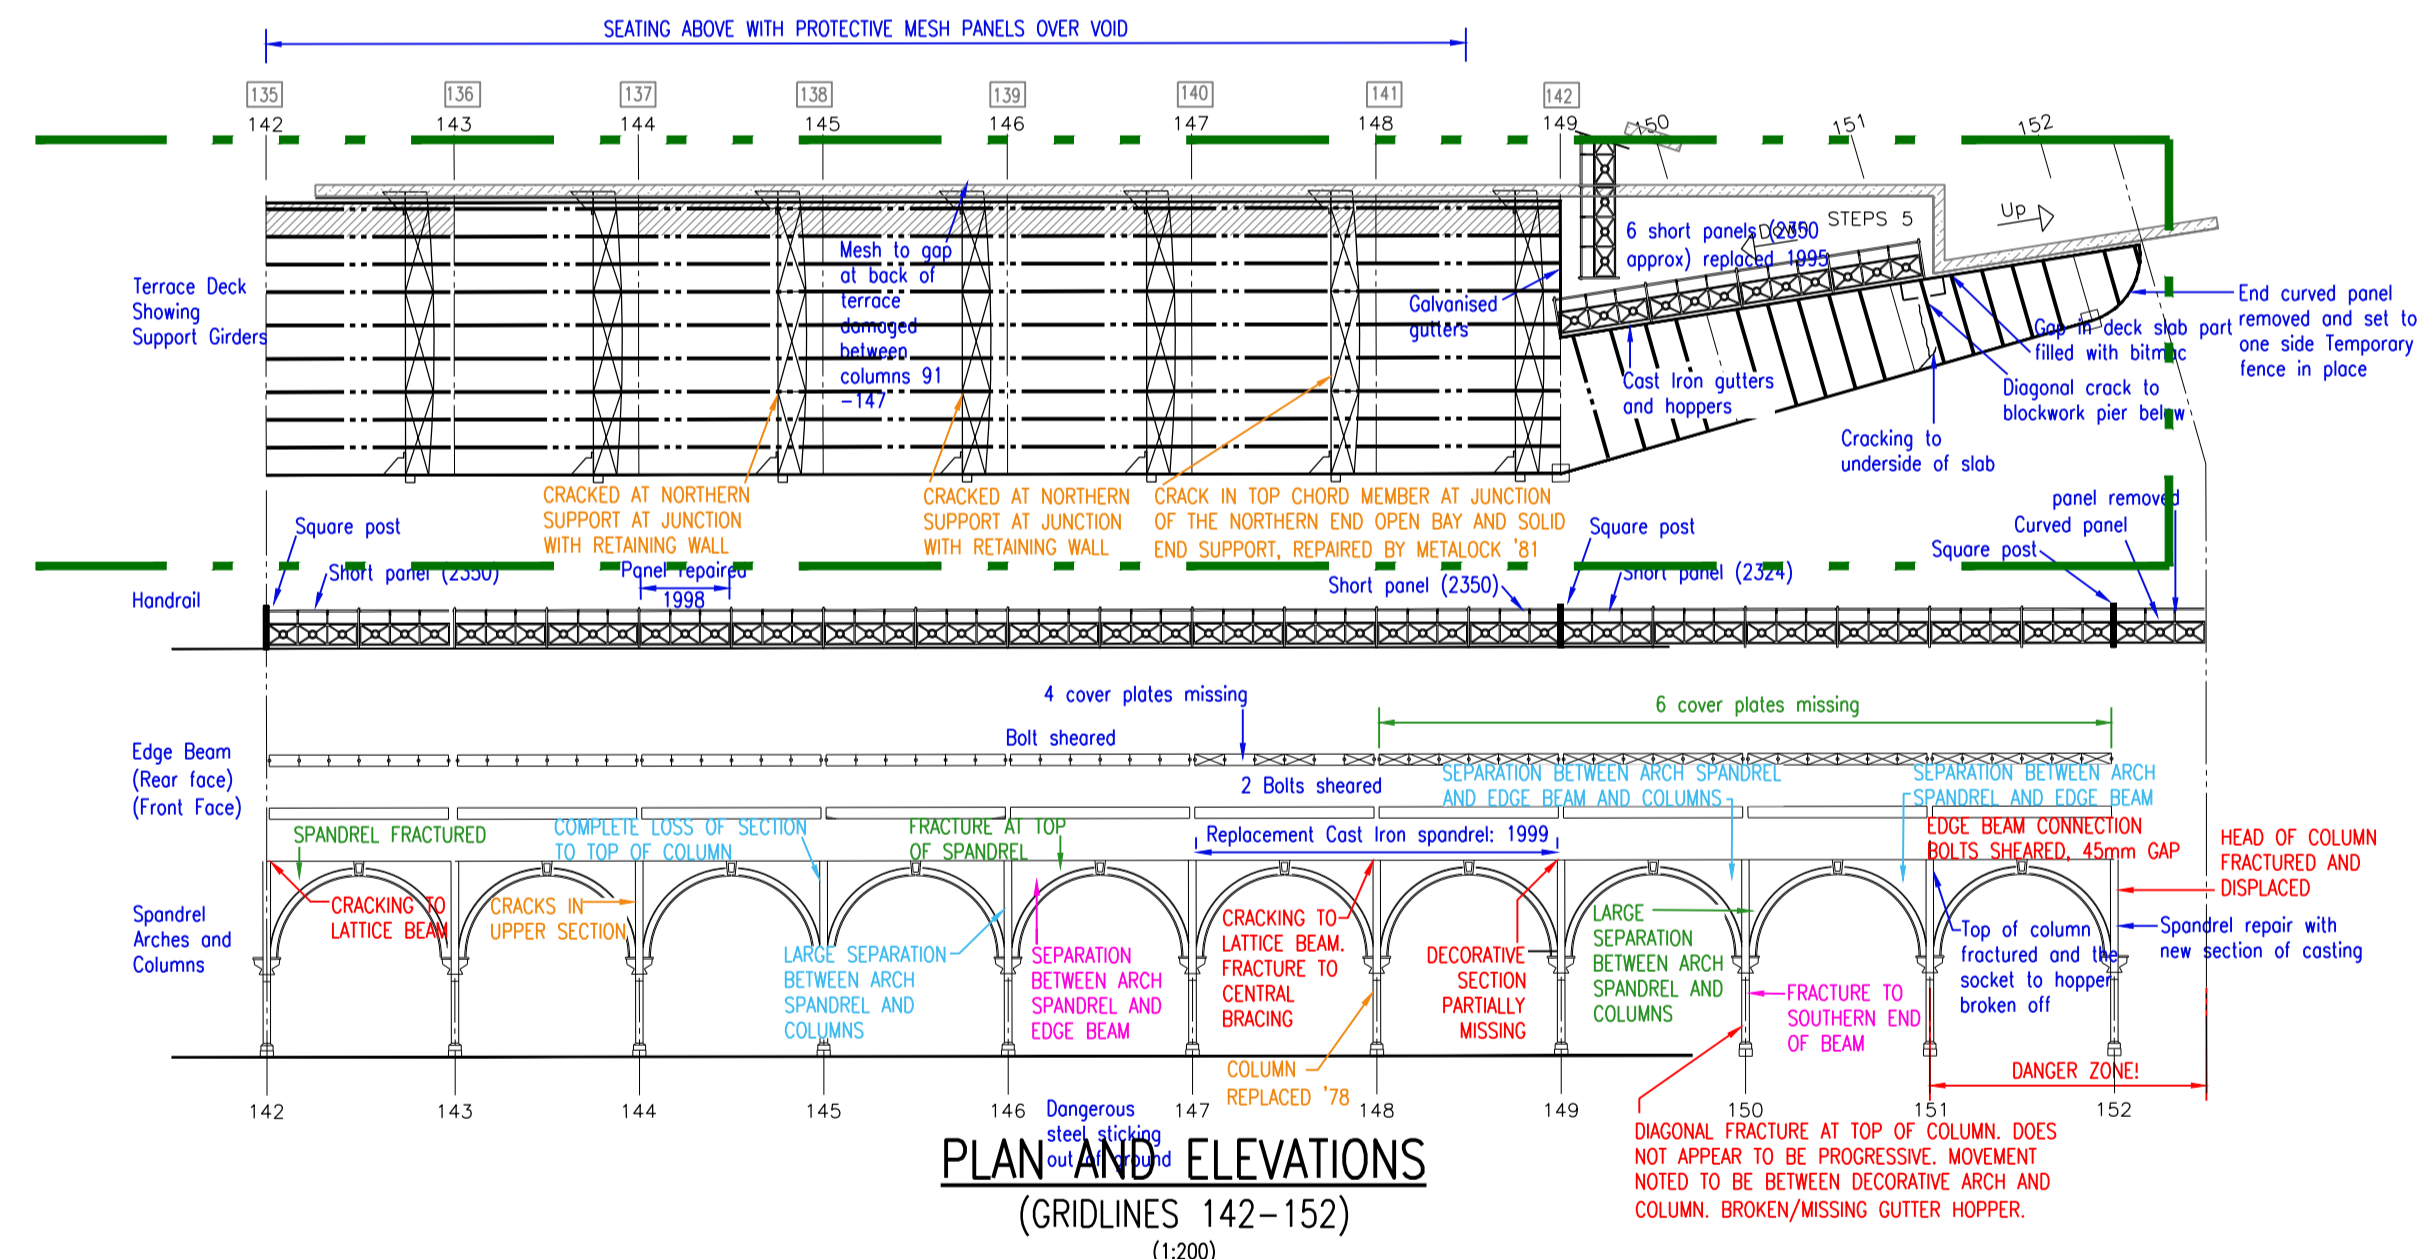 SEATING ABOVE WITH PROTECTIVE MESH PANELS OVER VOID
135 136 137 138 139 140 141 142
142 143 144 145 146 147 148 149 150 151 152
Terrace Deck
Showing
Support Girders
Mesh to gap
at back of
terrace
damaged
between
columns 91
-147
Galvanised
gutters
6 short panels (2350
approx) replaced 1995
Down
STEPS 5
Up
Cast Iron gutters
and hoppers
End curved panel
removed and set to
one side Temporary
fence in place
Gap in deck slab part
filled with bitmac
Diagonal crack to
blockwork pier below
Cracking to
underside of slab
CRACKED AT NORTHERN
SUPPORT AT JUNCTION
WITH RETAINING WALL
CRACKED AT NORTHERN
SUPPORT AT JUNCTION
WITH RETAINING WALL
CRACK IN TOP CHORD MEMBER AT JUNCTION
OF THE NORTHERN END OPEN BAY AND SOLID
END SUPPORT, REPAIRED BY METALOCK '81
Handrail
Square post
Short panel (2350)
Panel repaired
1998
Short panel (2350)
Square post
Short panel (2324)
Square post
Curved panel
panel removed
Edge Beam
(Rear face)
(Front Face)
4 cover plates missing
Bolt sheared
2 Bolts sheared
6 cover plates missing
SEPARATION BETWEEN ARCH SPANDREL
AND EDGE BEAM AND COLUMNS
SEPARATION BETWEEN ARCH
SPANDREL AND EDGE BEAM
Spandrel
Arches and
Columns
SPANDREL FRACTURED
COMPLETE LOSS OF SECTION
TO TOP OF COLUMN
FRACTURE AT TOP
OF SPANDREL
Replacement Cast Iron spandrel: 1999
EDGE BEAM CONNECTION
BOLTS SHEARED, 45mm GAP
HEAD OF COLUMN
FRACTURED AND
DISPLACED
CRACKING TO
LATTICE BEAM
CRACKS IN
UPPER SECTION
LARGE SEPARATION
BETWEEN ARCH
SPANDREL AND
COLUMNS
SEPARATION
BETWEEN ARCH
SPANDREL AND
EDGE BEAM
CRACKING TO
LATTICE BEAM.
FRACTURE TO
CENTRAL
BRACING
COLUMN
REPLACED '78
DECORATIVE
SECTION
PARTIALLY
MISSING
LARGE
SEPARATION
BETWEEN ARCH
SPANDREL AND
COLUMNS
FRACTURE TO
SOUTHERN END
OF BEAM
Top of column
fractured and the
socket to hopper
broken off
Spandrel repair with
new section of casting
DANGER ZONE!
142 143 144 145 146 147 148 149 150 151 152
Dangerous
steel sticking
out of ground
DIAGONAL FRACTURE AT TOP OF COLUMN. DOES
NOT APPEAR TO BE PROGRESSIVE. MOVEMENT
NOTED TO BE BETWEEN DECORATIVE ARCH AND
COLUMN. BROKEN/MISSING GUTTER HOPPER.
PLAN AND ELEVATIONS
(GRIDLINES 142-152)
(1:200)